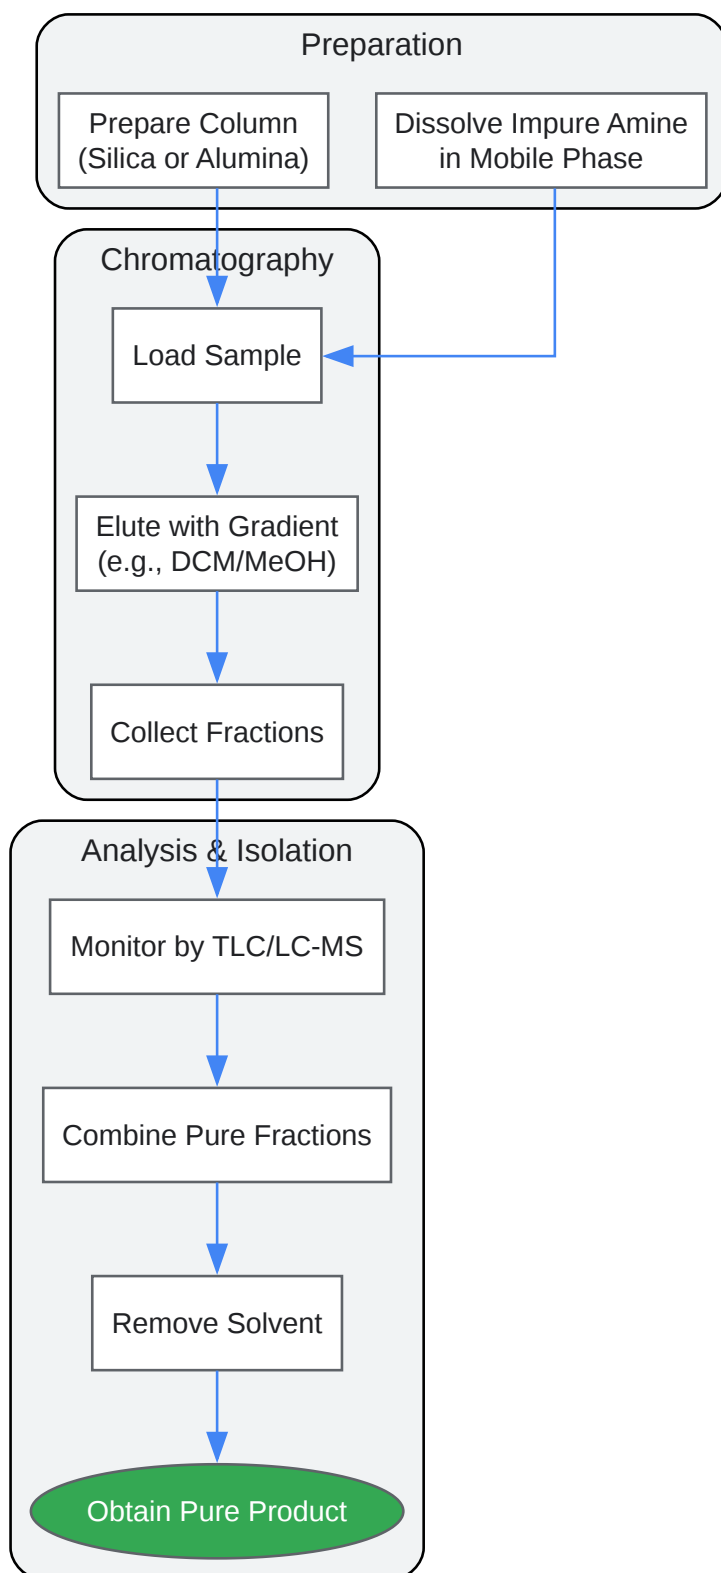 Preparation
Prepare Column
(Silica or Alumina)
Dissolve Impure Amine
in Mobile Phase
Chromatography
Load Sample
Elute with Gradient
(e.g., DCM/MeOH)
Collect Fractions
Analysis & Isolation
Monitor by TLC/LC-MS
Combine Pure Fractions
Remove Solvent
Obtain Pure Product